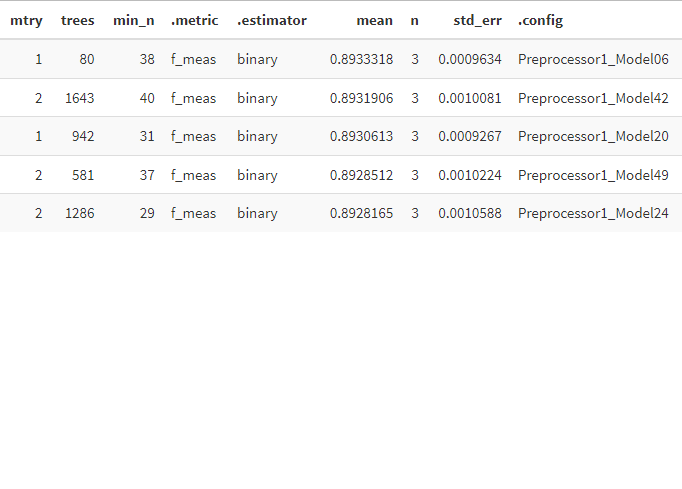 mtry trees min_n .metric .estimator mean n std_err .config
1 80 38 f_meas binary 0.8933318 3 0.0009634 Preprocessor1_Model06
2 1643 40 f_meas binary 0.8931906 3 0.0010081 Preprocessor1_Model42
1 942 31 f_meas binary 0.8930613 3 0.0009267 Preprocessor1_Model20
2 581 37 f_meas binary 0.8928512 3 0.0010224 Preprocessor1_Model49
2 1286 29 f_meas binary 0.8928165 3 0.0010588 Preprocessor1_Model24